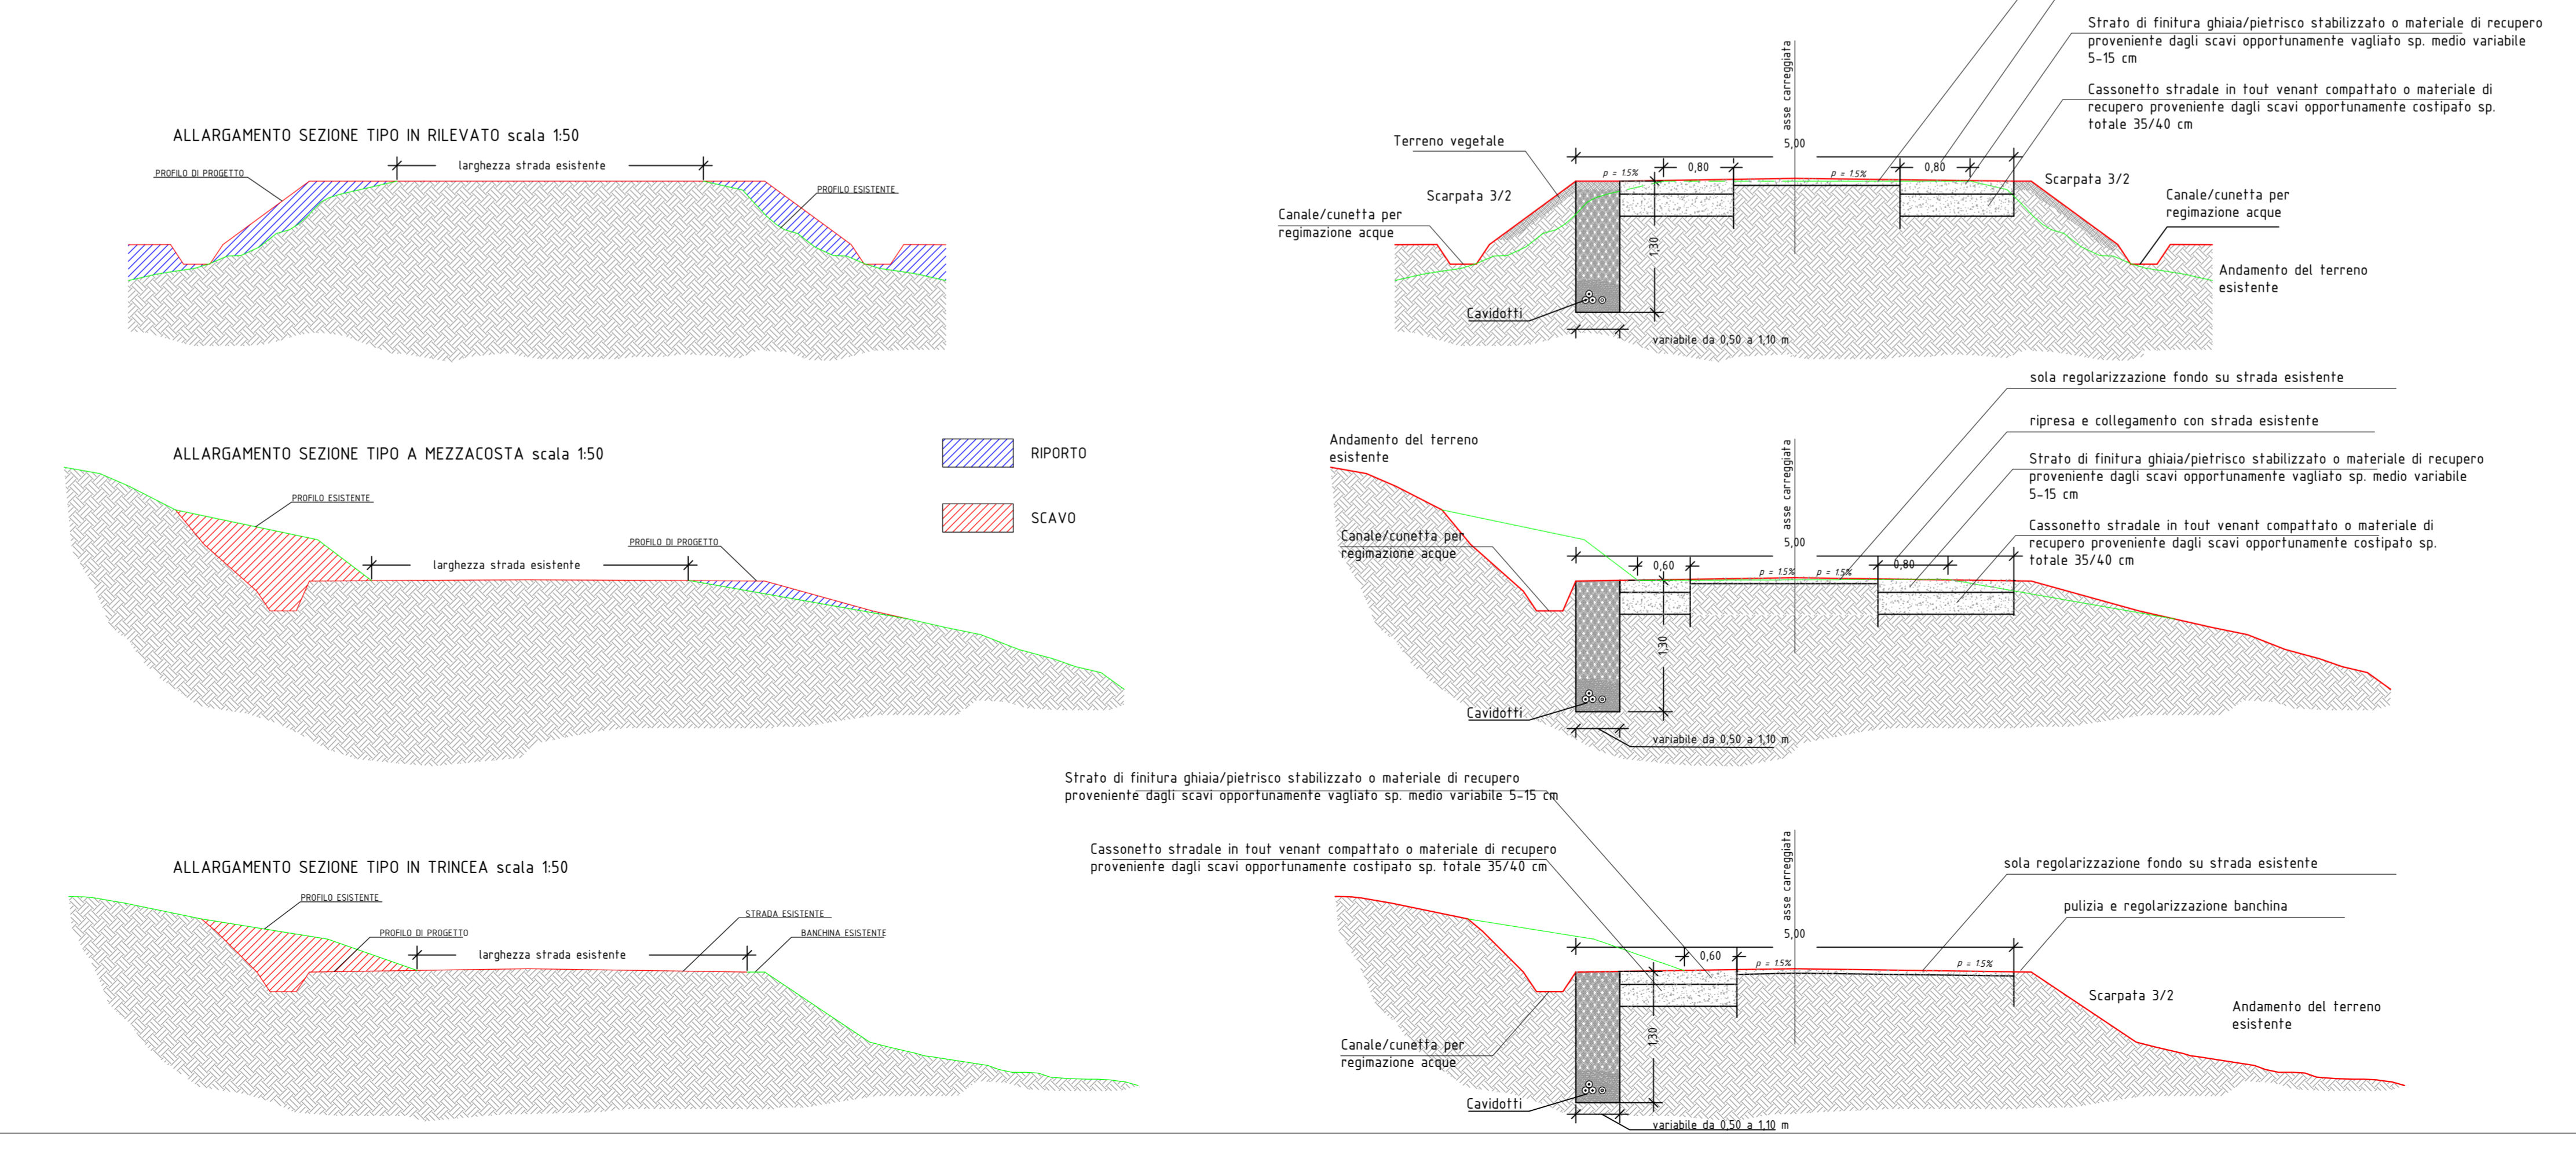 ALLARGAMENTO SEZIONE TIPO IN RILEVATO scala 1:50
PROFILO DI PROGETTO
larghezza strada esistente
PROFILO ESISTENTE
Strato di finitura ghiaia/pietrisco stabilizzato o materiale di recupero
proveniente dagli scavi opportunamente vagliato sp. medio variabile
5-15 cm
Cassonetto stradale in tout venant compattato o materiale di
recupero proveniente dagli scavi opportunamente costipato sp.
totale 35/40 cm
asse carreggiata
5,00
Terreno vegetale
0,80
0,80
p = 1.5%
p = 1.5%
Scarpata 3/2
Scarpata 3/2
Canale/cunetta per
regimazione acque
Canale/cunetta per
regimazione acque
1,30
Andamento del terreno
esistente
Cavidotti
variabile da 0,50 a 1,10 m
ALLARGAMENTO SEZIONE TIPO A MEZZACOSTA scala 1:50
PROFILO ESISTENTE
PROFILO DI PROGETTO
larghezza strada esistente
RIPORTO
SCAVO
sola regolarizzazione fondo su strada esistente
ripresa e collegamento con strada esistente
Strato di finitura ghiaia/pietrisco stabilizzato o materiale di recupero
proveniente dagli scavi opportunamente vagliato sp. medio variabile
5-15 cm
Cassonetto stradale in tout venant compattato o materiale di
recupero proveniente dagli scavi opportunamente costipato sp.
totale 35/40 cm
Andamento del terreno
esistente
asse carreggiata
5,00
Canale/cunetta per
regimazione acque
0,60
0,80
p = 1.5%
p = 1.5%
1,30
Cavidotti
variabile da 0,50 a 1,10 m
ALLARGAMENTO SEZIONE TIPO IN TRINCEA scala 1:50
PROFILO ESISTENTE
PROFILO DI PROGETTO
larghezza strada esistente
STRADA ESISTENTE
BANCHINA ESISTENTE
Strato di finitura ghiaia/pietrisco stabilizzato o materiale di recupero
proveniente dagli scavi opportunamente vagliato sp. medio variabile 5-15 cm
Cassonetto stradale in tout venant compattato o materiale di recupero
proveniente dagli scavi opportunamente costipato sp. totale 35/40 cm
asse carreggiata
5,00
sola regolarizzazione fondo su strada esistente
pulizia e regolarizzazione banchina
0,60
p = 1.5%
p = 1.5%
Scarpata 3/2
Andamento del terreno
esistente
1,30
Canale/cunetta per
regimazione acque
Cavidotti
variabile da 0,50 a 1,10 m